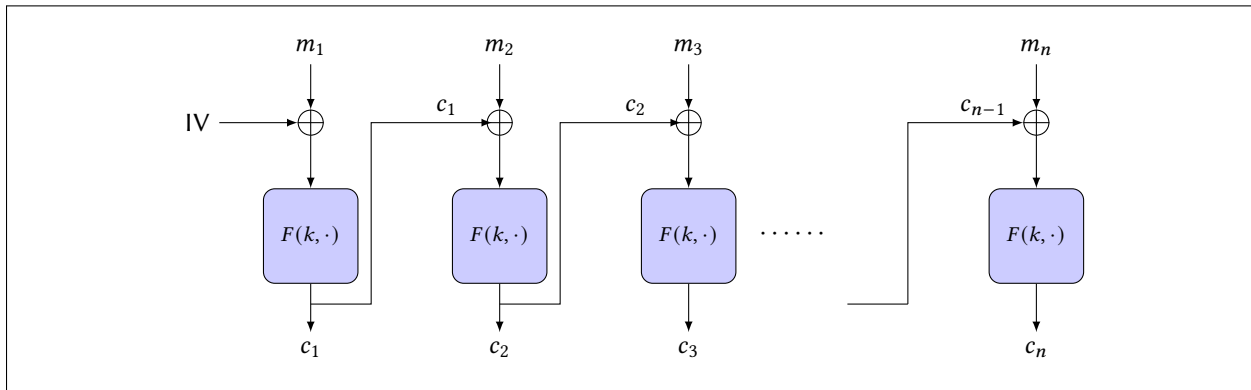 m₁ m₂ m₃ mₙ
IV c₁ c₂ cₙ₋₁
F(k, ·) F(k, ·) F(k, ·) · · · · · · F(k, ·)
c₁ c₂ c₃ cₙ